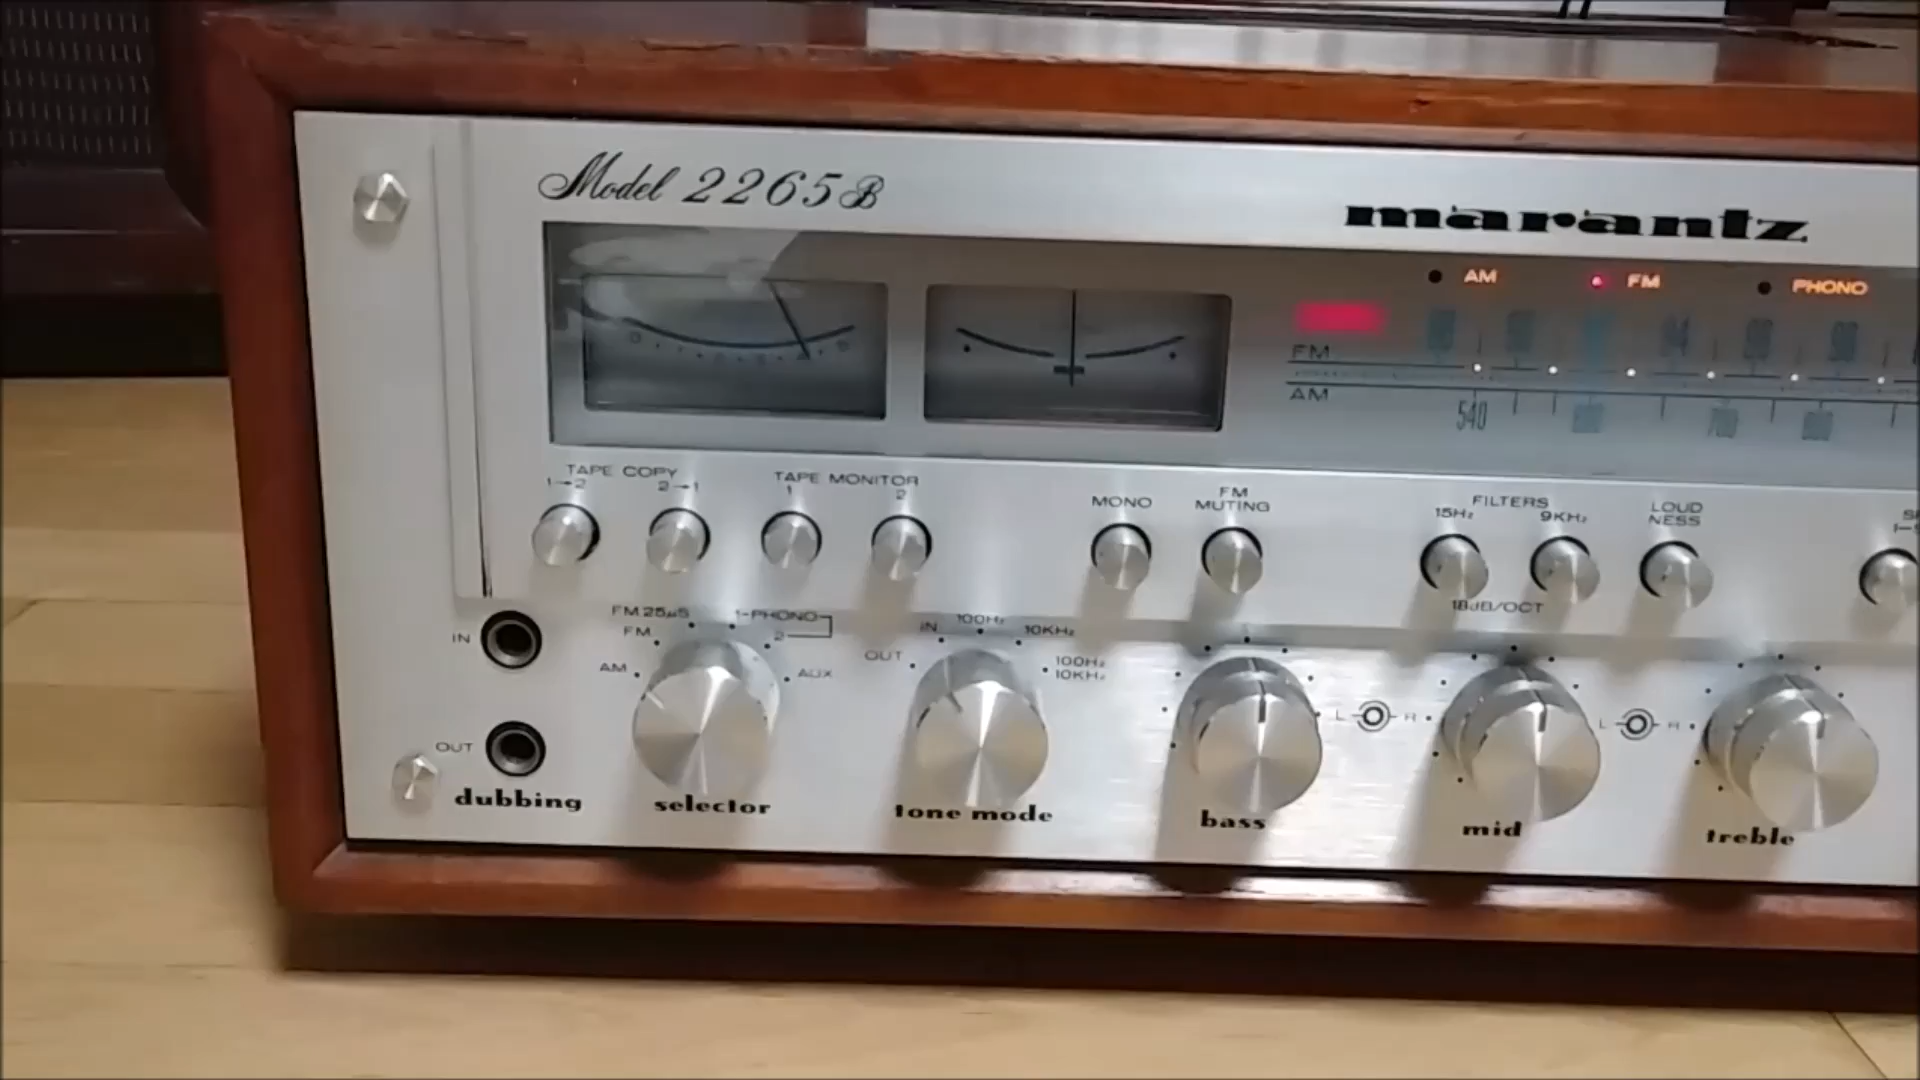 Model 2265B
marantz
AM FM PHONO
FM
AM
540
TAPE COPY
1→2 2→1
TAPE MONITOR
1 2
MONO
FM
MUTING
FILTERS
15Hz 9KHz
18dB/OCT
LOUD
NESS
IN
OUT
dubbing
FM 25µS
FM
AM
1-PHONO
2
AUX
selector
OUT
IN
100Hz
10KHz
100Hz
10KHz
tone mode
bass
L R
mid
L R
treble